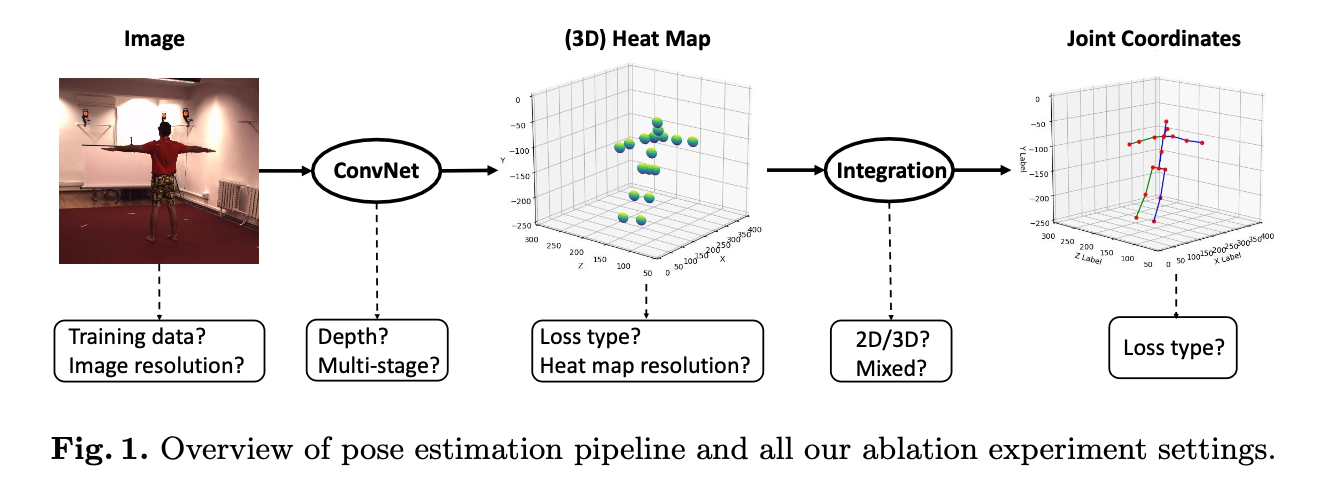 Image
(3D) Heat Map
Joint Coordinates
ConvNet
Integration
0
−50
−100
−150
−200
−250
Y
300
250
200
150
100
50
Z
0
50
100
150
200
250
300
350
400
X
0
−50
−100
−150
−200
−250
Y Label
300
250
200
150
100
50
Z Label
0
50
100
150
200
250
300
350
400
X Label
Training data?
Image resolution?
Depth?
Multi-stage?
Loss type?
Heat map resolution?
2D/3D?
Mixed?
Loss type?
Fig. 1. Overview of pose estimation pipeline and all our ablation experiment settings.